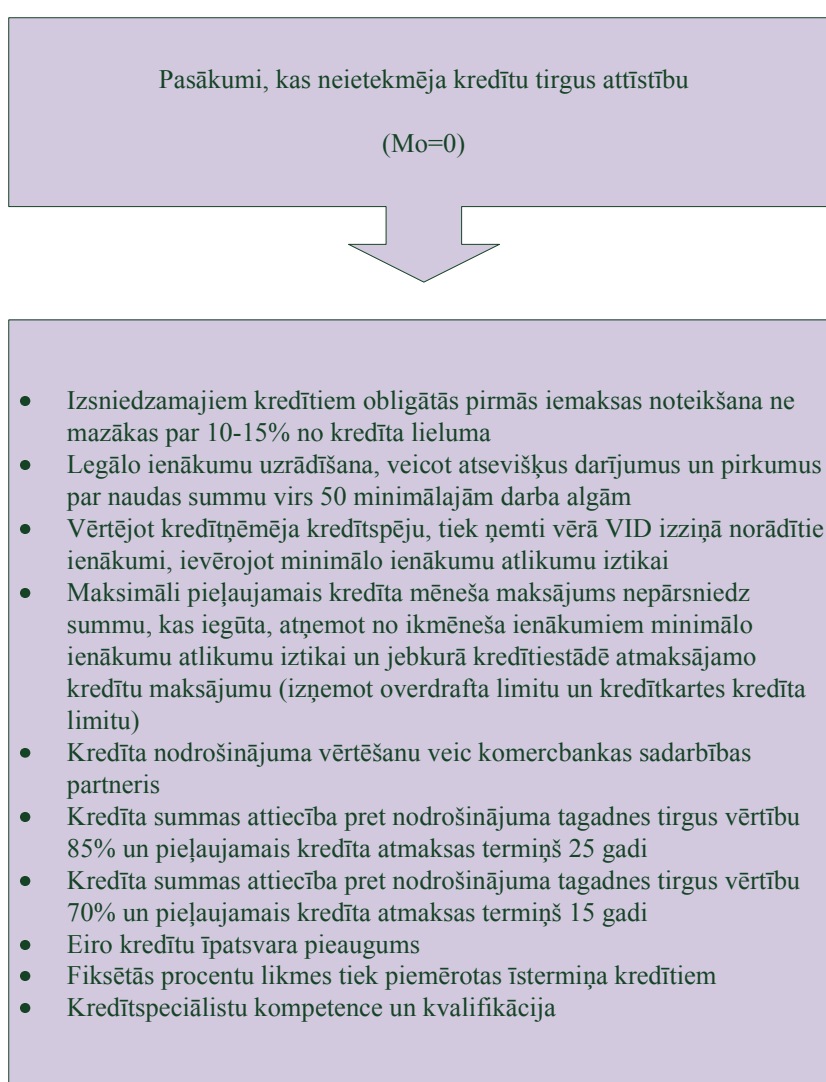 Pasākumi, kas neietekmēja kredītu tirgus attīstību
(Mo=0)
• Izsniedzamajiem kredītiem obligātās pirmās iemaksas noteikšana ne
mazākas par 10-15% no kredīta lieluma
• Legālo ienākumu uzrādīšana, veicot atsevišķus darījumus un pirkumus
par naudas summu virs 50 minimālajām darba algām
• Vērtējot kredītņēmēja kredītspēju, tiek ņemti vērā VID izziņā norādītie
ienākumi, ievērojot minimālo ienākumu atlikumu iztikai
• Maksimāli pieļaujamais kredīta mēneša maksājums nepārsniedz
summu, kas iegūta, atņemot no ikmēneša ienākumiem minimālo
ienākumu atlikumu iztikai un jebkurā kredītiestādē atmaksājamo
kredītu maksājumu (izņemot overdrafta limitu un kredītkartes kredīta
limitu)
• Kredīta nodrošinājuma vērtēšanu veic komercbankas sadarbības
partneris
• Kredīta summas attiecība pret nodrošinājuma tagadnes tirgus vērtību
85% un pieļaujamais kredīta atmaksas termiņš 25 gadi
• Kredīta summas attiecība pret nodrošinājuma tagadnes tirgus vērtību
70% un pieļaujamais kredīta atmaksas termiņš 15 gadi
• Eiro kredītu īpatsvara pieaugums
• Fiksētās procentu likmes tiek piemērotas īstermiņa kredītiem
• Kredītspeciālistu kompetence un kvalifikācija